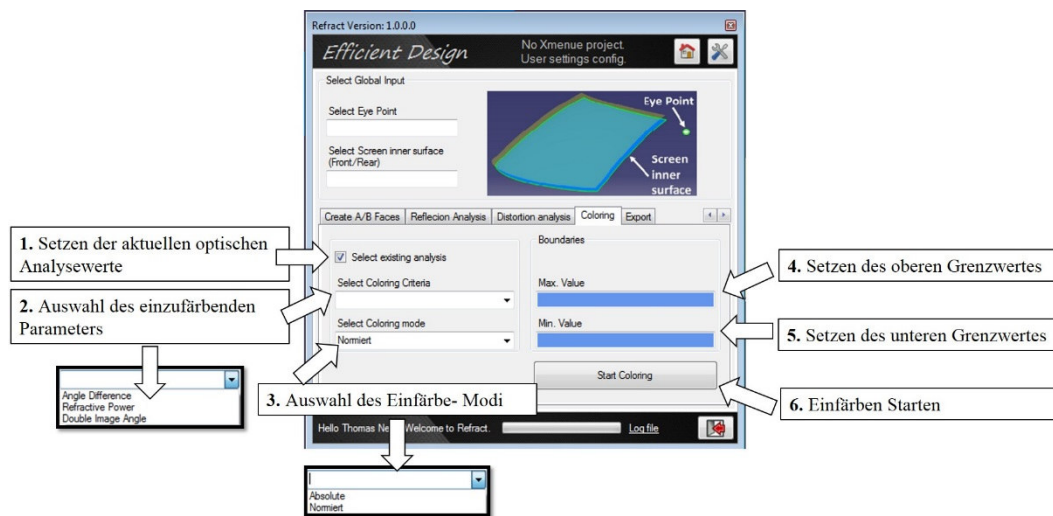 Refract Version: 1.0.0.0
Efficient Design
No Xmenue project.
User settings config.
Select Global Input
Select Eye Point
Select Screen inner surface
(Front/Rear)
Eye Point
Screen
inner
surface
Create A/B Faces
Reflecion Analysis
Distortion analysis
Coloring
Export
1. Setzen der aktuellen optischen
Analysewerte
Select existing analysis
Boundaries
2. Auswahl des einzufärbenden
Parameters
Select Coloring Criteria
Max. Value
4. Setzen des oberen Grenzwertes
Select Coloring mode
Normiert
Min. Value
5. Setzen des unteren Grenzwertes
Angle Difference
Refractive Power
Double Image Angle
3. Auswahl des Einfärbe- Modi
Start Coloring
6. Einfärben Starten
Hello Thomas Ne
Welcome to Refract.
Log file
Absolute
Normiert